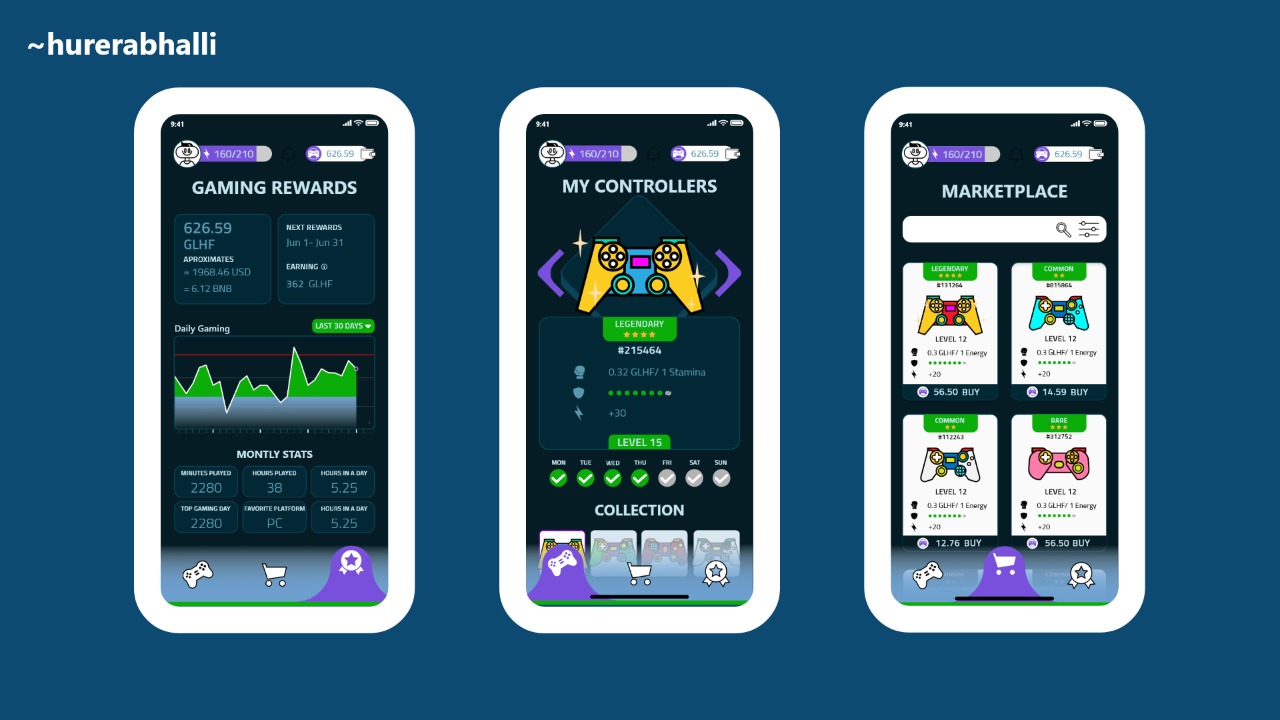 ~hurerabhalli
9:41
160/210
626.59
GAMING REWARDS
626.59
GLHF
APROXIMATES
= 1968.46 USD
= 6.12 BNB
NEXT REWARDS
Jun 1- Jun 31
EARNING
362 GLHF
Daily Gaming
LAST 30 DAYS
MONTLY STATS
MINUTES PLAYED
2280
HOURS PLAYED
38
HOURS IN A DAY
5.25
TOP GAMING DAY
2280
FAVORITE PLATFORM
PC
HOURS IN A DAY
5.25
9:41
160/210
626.59
MY CONTROLLERS
LEGENDARY
#215464
0.32 GLHF/ 1 Stamina
+30
LEVEL 15
MON TUE WED THU FRI SAT SUN
COLLECTION
9:41
160/210
626.59
MARKETPLACE
LEGENDARY
#131264
LEVEL 12
0.3 GLHF/ 1 Energy
+20
56.50 BUY
COMMON
#815864
LEVEL 12
0.3 GLHF/ 1 Energy
+20
14.59 BUY
COMMON
#112243
LEVEL 12
0.3 GLHF/ 1 Energy
+20
12.76 BUY
RARE
#312752
LEVEL 12
0.3 GLHF/ 1 Energy
+20
56.50 BUY